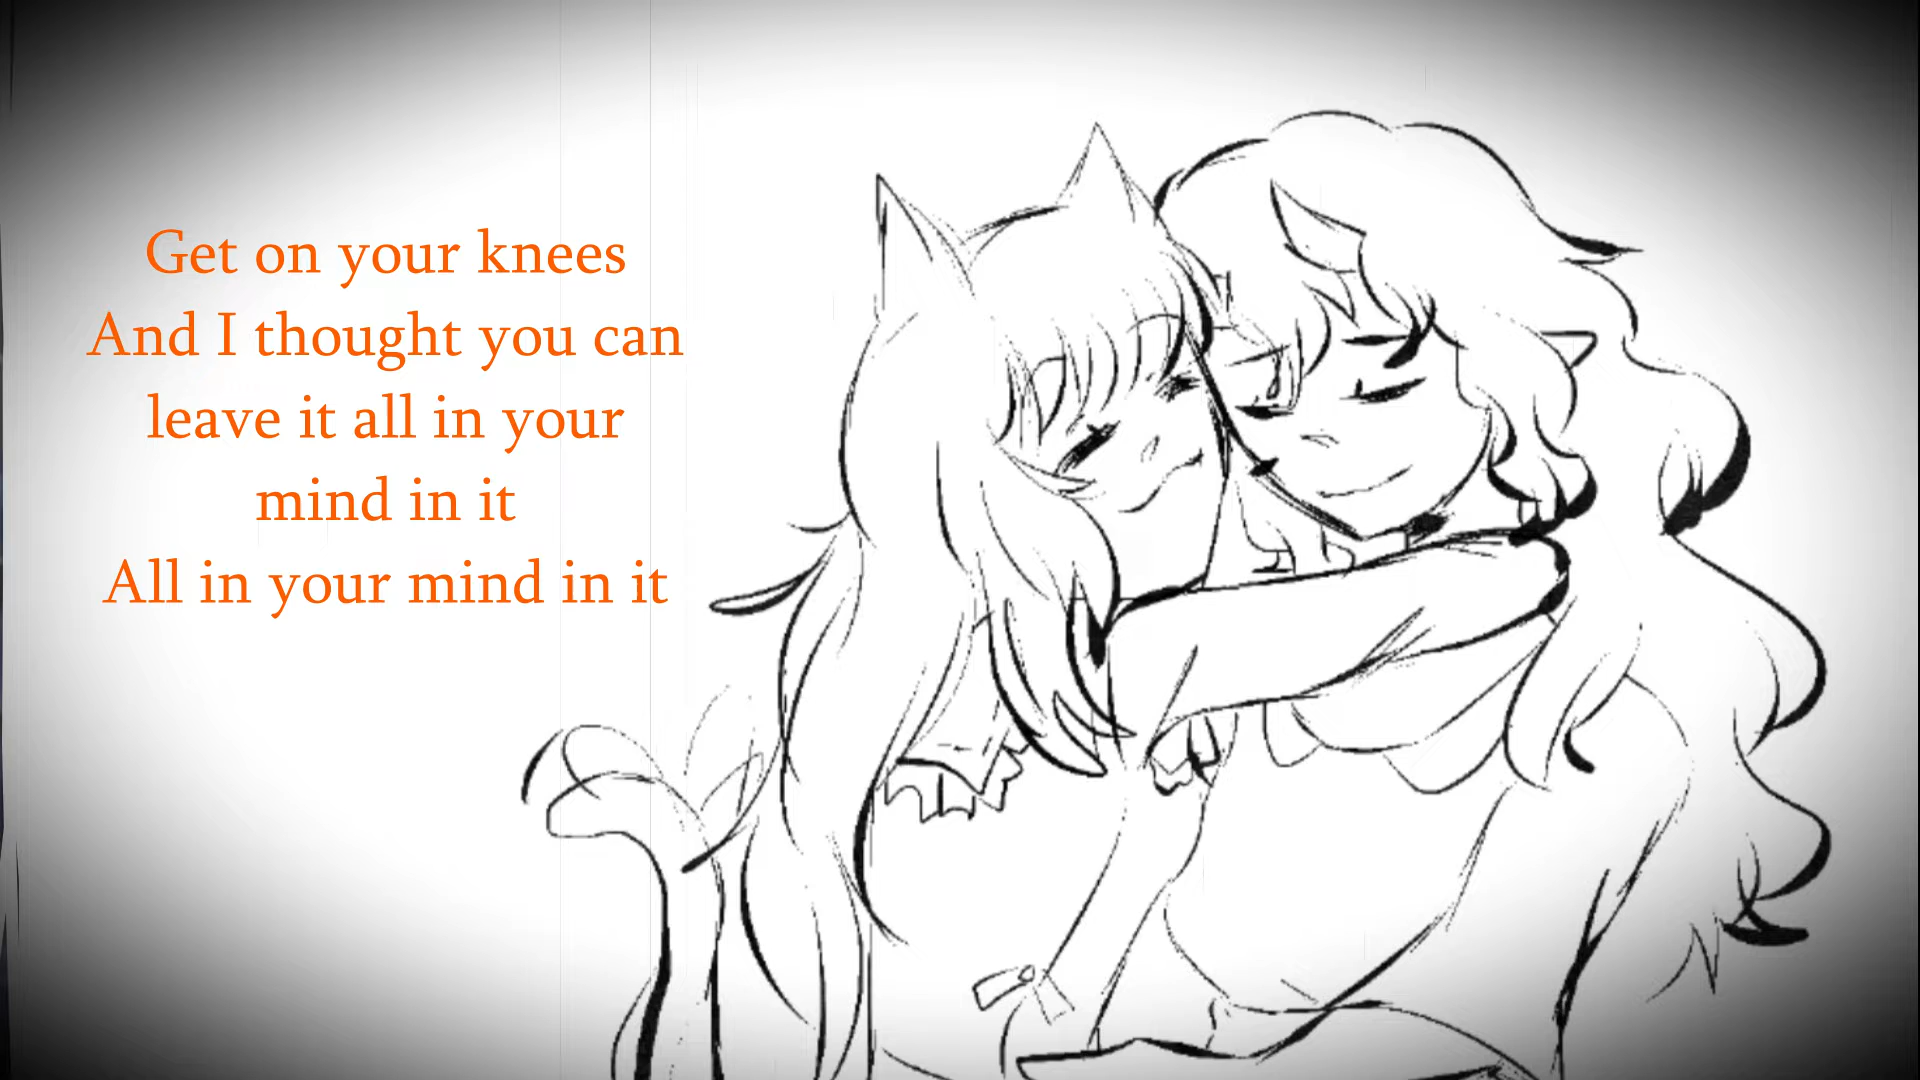 Get on your knees
And I thought you can
leave it all in your
mind in it
All in your mind in it